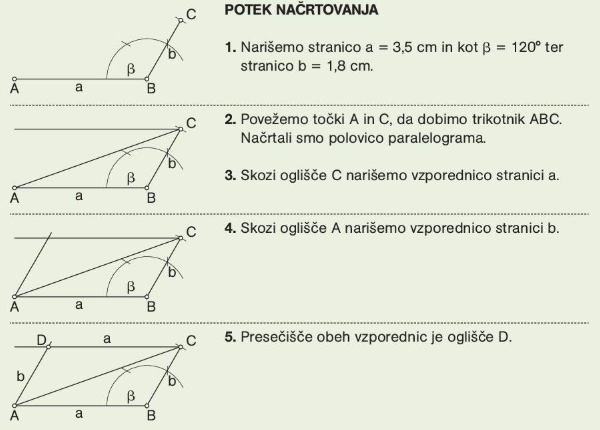 POTEK NAČRTOVANJA
C
b
β
A
a
B
1. Narišemo stranico a = 3,5 cm in kot β = 120° ter
stranico b = 1,8 cm.
C
b
β
A
a
B
2. Povežemo točki A in C, da dobimo trikotnik ABC.
Načrtali smo polovico paralelograma.
3. Skozi oglišče C narišemo vzporednico stranici a.
C
b
β
A
a
B
4. Skozi oglišče A narišemo vzporednico stranici b.
D
a
C
b
b
β
A
a
B
5. Presečišče obeh vzporednic je oglišče D.